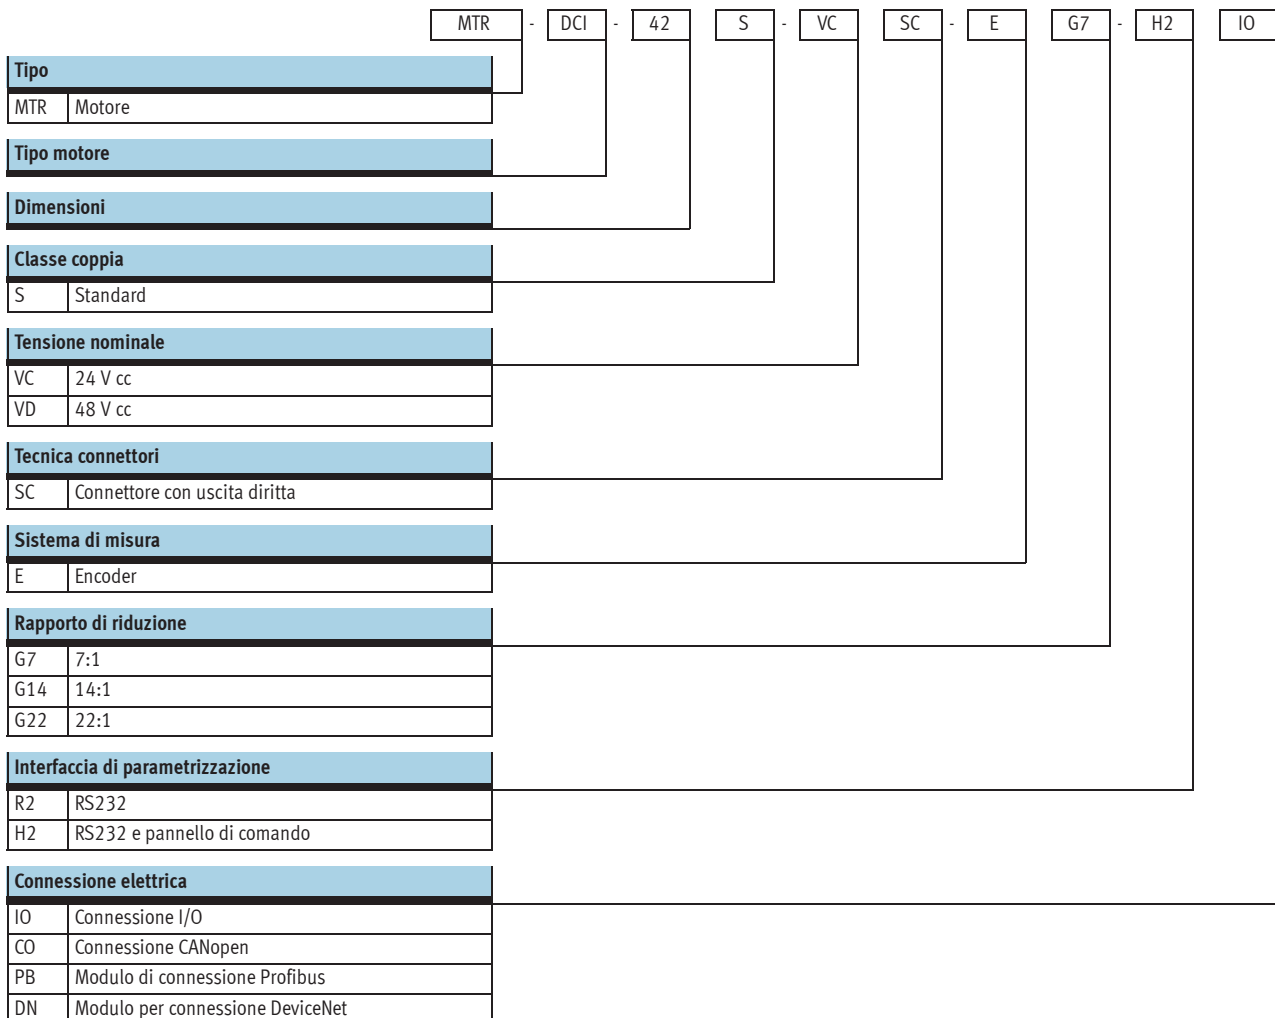 MTR - DCI - 42 S - VC SC - E G7 - H2 IO
Tipo
MTR Motore
Tipo motore
Dimensioni
Classe coppia
S Standard
Tensione nominale
VC 24 V cc
VD 48 V cc
Tecnica connettori
SC Connettore con uscita diritta
Sistema di misura
E Encoder
Rapporto di riduzione
G7 7:1
G14 14:1
G22 22:1
Interfaccia di parametrizzazione
R2 RS232
H2 RS232 e pannello di comando
Connessione elettrica
IO Connessione I/O
CO Connessione CANopen
PB Modulo di connessione Profibus
DN Modulo per connessione DeviceNet